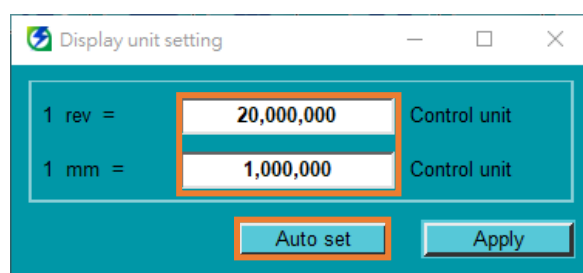 Display unit setting
1 rev = 20,000,000 Control unit
1 mm = 1,000,000 Control unit
Auto set Apply